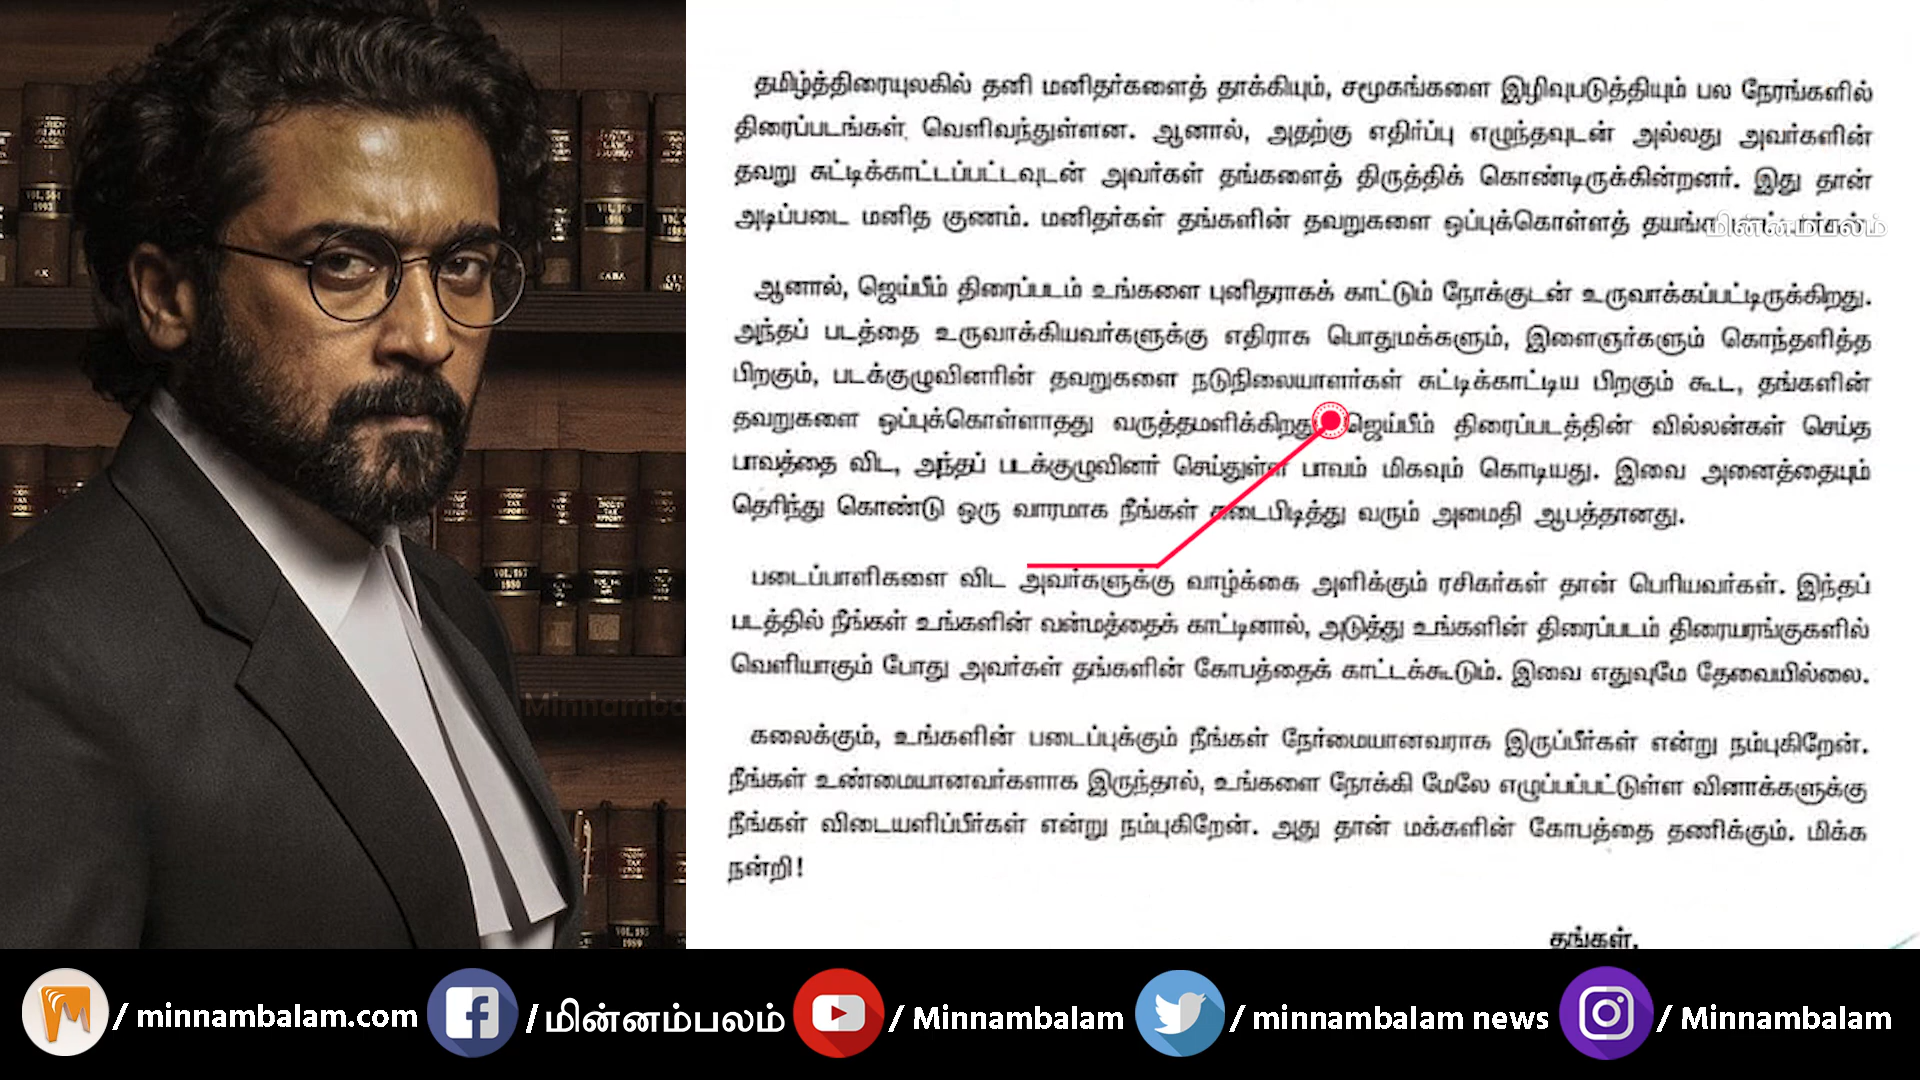 தமிழ்த்திரையுலகில் தனி மனிதர்களைத் தாக்கியும், சமூகங்களை இழிவுபடுத்தியும் பல நேரங்களில்
திரைப்படங்கள் வெளிவந்துள்ளன. ஆனால், அதற்கு எதிர்ப்பு எழுந்தவுடன் அல்லது அவர்களின்
தவறு சுட்டிக்காட்டப்பட்டவுடன் அவர்கள் தங்களைத் திருத்திக் கொண்டிருக்கின்றனர். இது தான்
அடிப்படை மனித குணம். மனிதர்கள் தங்களின் தவறுகளை ஒப்புக்கொள்ளத்
மின்னம்பலம்
ஆனால், ஜெய்பீம் திரைப்படம் உங்களை புனிதராகக் காட்டும் நோக்குடன் உருவாக்கப்பட்டிருக்கிறது.
அந்தப் படத்தை உருவாக்கியவர்களுக்கு எதிராக பொதுமக்களும், இளைஞர்களும் கொந்தளித்த
பிறகும், படக்குழுவினரின் தவறுகளை நடுநிலையாளர்கள் சுட்டிக்காட்டிய பிறகும் கூட, தங்களின்
தவறுகளை ஒப்புக்கொள்ளாதது வருத்தமளிக்கிறது ஜெய்பீம் திரைப்படத்தின் வில்லன்கள் செய்த
பாவத்தை விட, அந்தப் படக்குழுவினர் செய்துள்ள பாவம் மிகவும் கொடியது. இவை அனைத்தையும்
தெரிந்து கொண்டு ஒரு வாரமாக நீங்கள் கடைபிடித்து வரும் அமைதி ஆபத்தானது.
படைப்பாளிகளை விட அவர்களுக்கு வாழ்க்கை அளிக்கும் ரசிகர்கள் தான் பெரியவர்கள். இந்தப்
படத்தில் நீங்கள் உங்களின் வன்மத்தைக் காட்டினால், அடுத்து உங்களின் திரைப்படம் திரையரங்குகளில்
வெளியாகும் போது அவர்கள் தங்களின் கோபத்தைக் காட்டக்கூடும். இவை எதுவுமே தேவையில்லை.
கலைக்கும், உங்களின் படைப்புக்கும் நீங்கள் நேர்மையானவராக இருப்பீர்கள் என்று நம்புகிறேன்.
நீங்கள் உண்மையானவர்களாக இருந்தால், உங்களை நோக்கி மேலே எழுப்பப்பட்டுள்ள வினாக்களுக்கு
நீங்கள் விடையளிப்பீர்கள் என்று நம்புகிறேன். அது தான் மக்களின் கோபத்தை தணிக்கும். மிக்க
நன்றி!
தங்கள்,
/ minnambalam.com / மின்னம்பலம் / Minnambalam / minnambalam news / Minnambalam